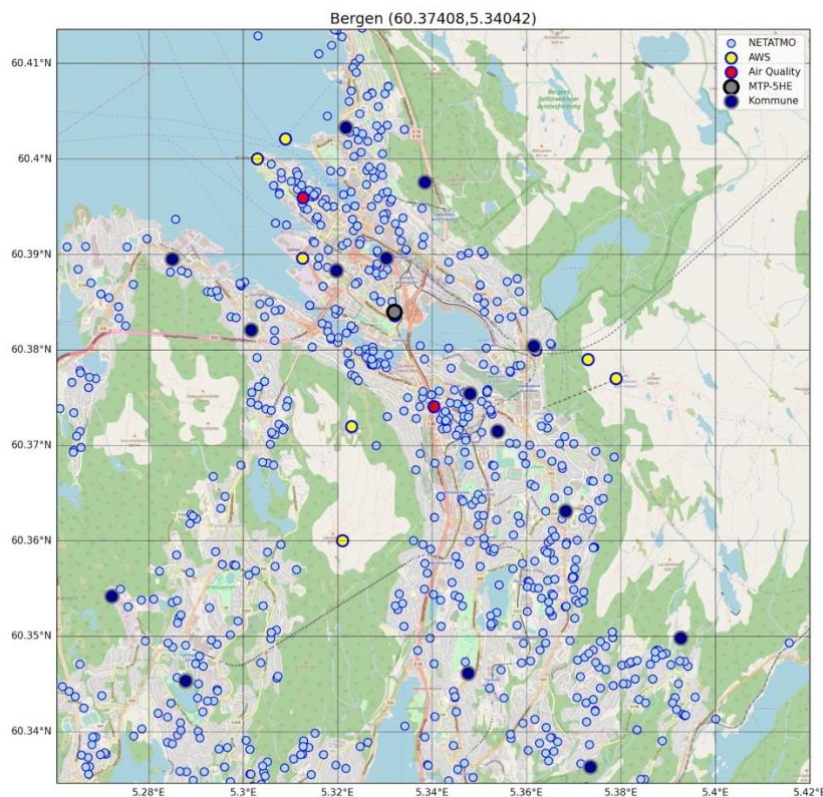 Bergen (60.37408,5.34042)
NETATMO
AWS
Air Quality
MTP-5HE
Kommune
60.41°N
60.4°N
60.39°N
60.38°N
60.37°N
60.36°N
60.35°N
60.34°N
5.28°E
5.3°E
5.32°E
5.34°E
5.36°E
5.38°E
5.4°E
5.42°E